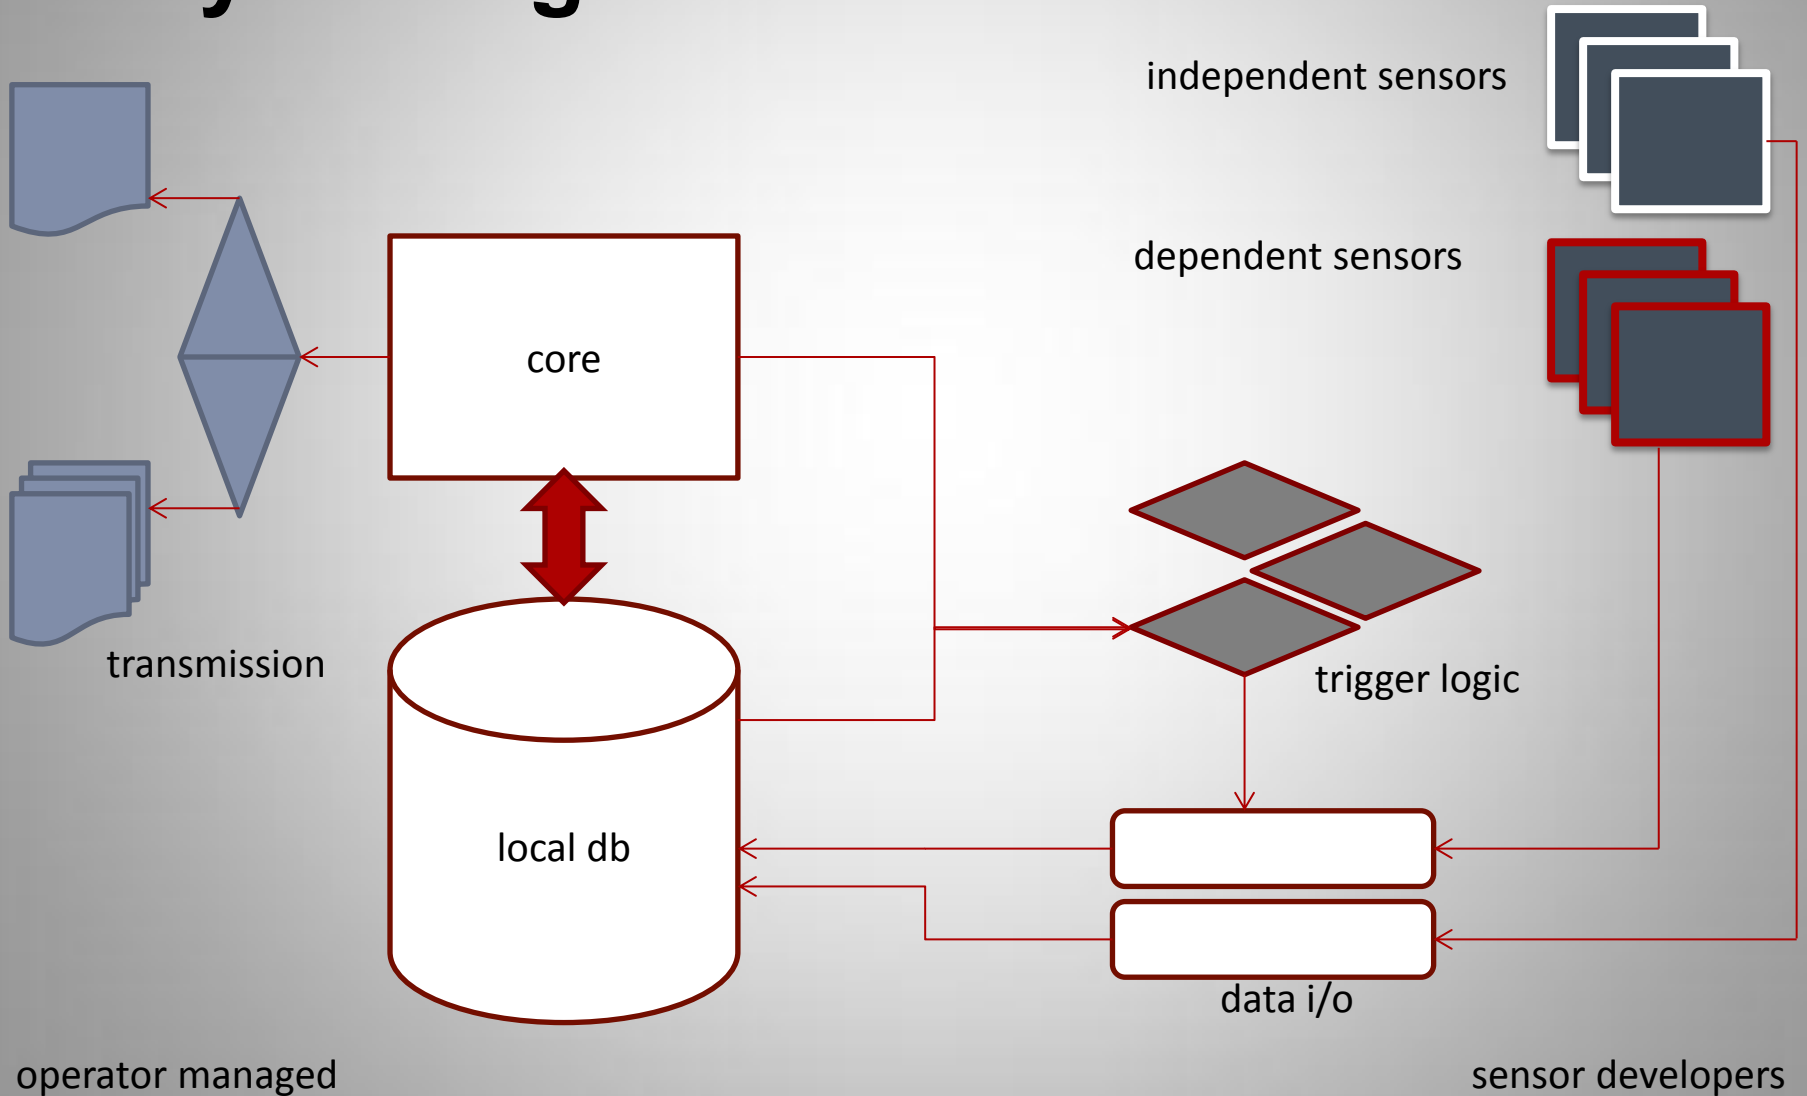 independent sensors
dependent sensors
core
transmission
trigger logic
local db
data i/o
operator managed
sensor developers